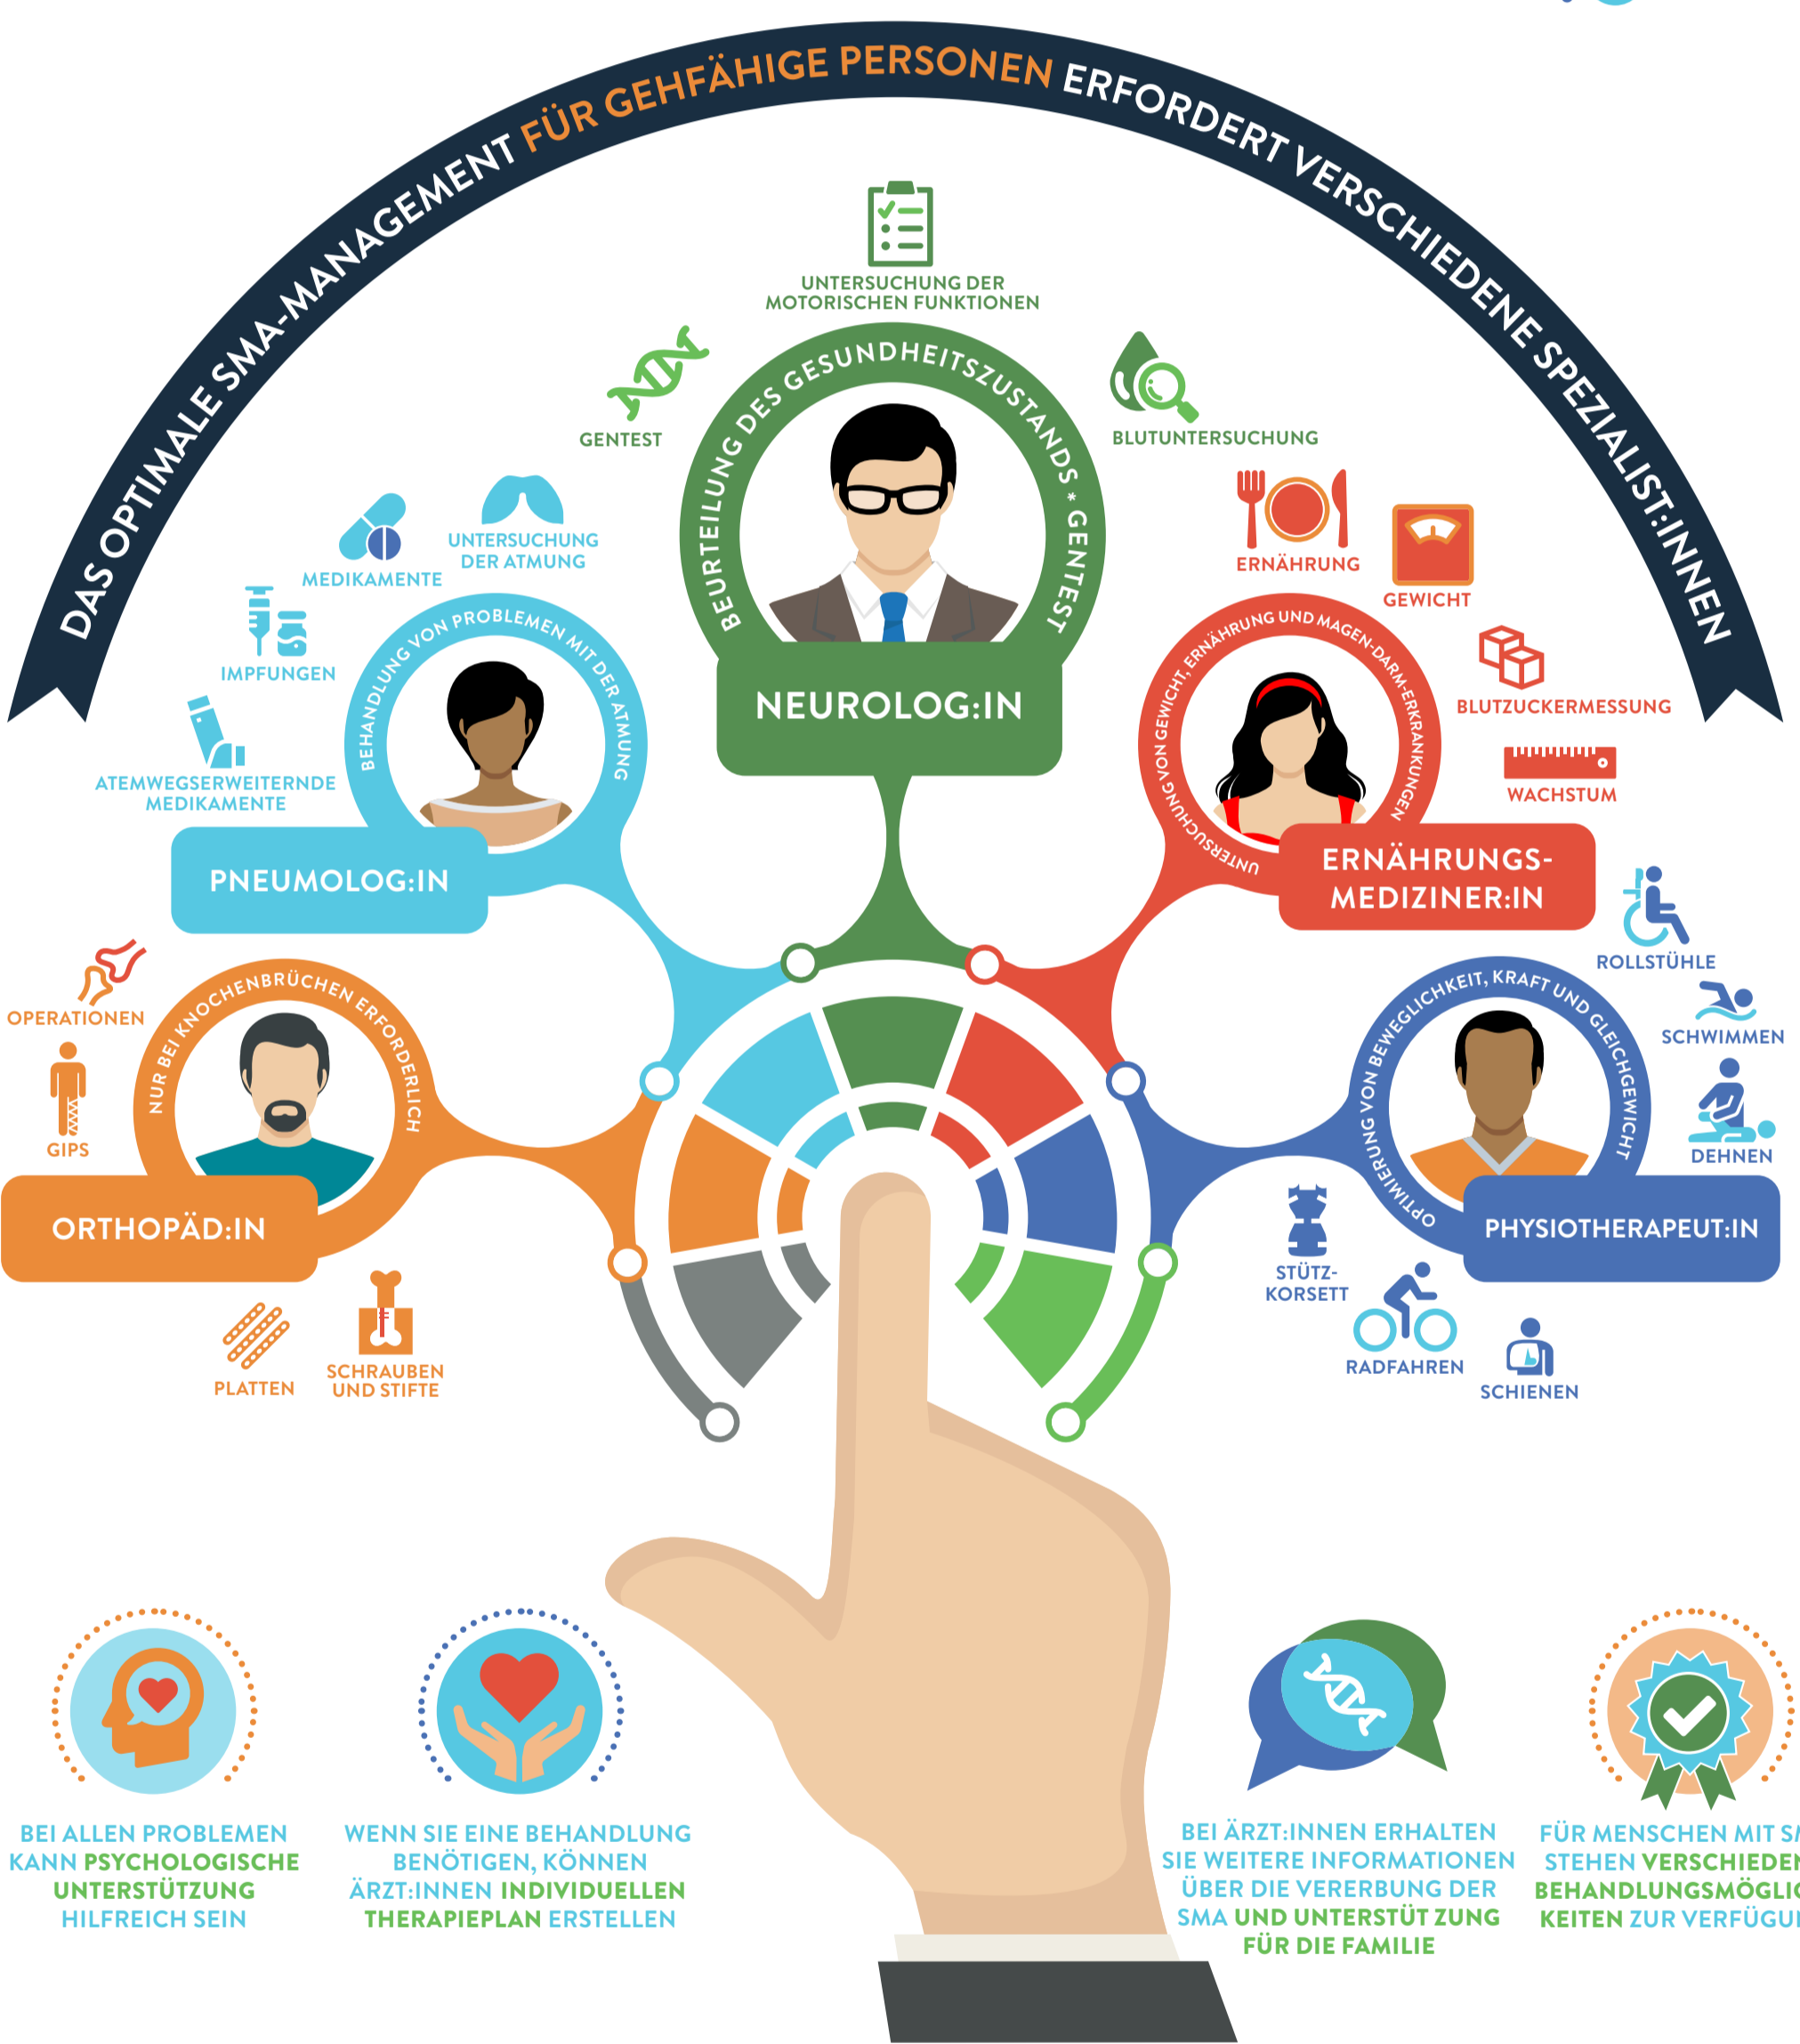 DAS OPTIMALE SMA-MANAGEMENT FÜR GEHFÄHIGE PERSONEN ERFORDERT VERSCHIEDENE SPEZIALIST:INNEN
UNTERSUCHUNG DER
MOTORISCHEN FUNKTIONEN
GENTEST
BLUTUNTERSUCHUNG
BEURTEILUNG DES GESUNDHEITSZUSTANDS * GENTEST
NEUROLOG:IN
UNTERSUCHUNG
DER ATMUNG
MEDIKAMENTE
IMPFUNGEN
ATEMWEGSERWEITERNDE
MEDIKAMENTE
BEHANDLUNG VON PROBLEMEN MIT DER ATMUNG
PNEUMOLOG:IN
ERNÄHRUNG
GEWICHT
BLUTZUCKERMESSUNG
WACHSTUM
UNTERSUCHUNG VON GEWICHT, ERNÄHRUNG UND MAGEN-DARM-ERKRANKUNGEN
ERNÄHRUNGS-
MEDIZINER:IN
OPERATIONEN
GIPS
NUR BEI KNOCHENBRÜCHEN ERFORDERLICH
ORTHOPÄD:IN
PLATTEN
SCHRAUBEN
UND STIFTE
ROLLSTÜHLE
SCHWIMMEN
DEHNEN
OPTIMIERUNG VON BEWEGLICHKEIT, KRAFT UND GLEICHGEWICHT
PHYSIOTHERAPEUT:IN
STÜTZ-
KORSETT
RADFAHREN
SCHIENEN
BEI ALLEN PROBLEMEN
KANN PSYCHOLOGISCHE
UNTERSTÜTZUNG
HILFREICH SEIN
WENN SIE EINE BEHANDLUNG
BENÖTIGEN, KÖNNEN
ÄRZT:INNEN INDIVIDUELLEN
THERAPIEPLAN ERSTELLEN
BEI ÄRZT:INNEN ERHALTEN
SIE WEITERE INFORMATIONEN
ÜBER DIE VERERBUNG DER
SMA UND UNTERSTÜT ZUNG
FÜR DIE FAMILIE
FÜR MENSCHEN MIT
STEHEN
KEITEN ZUR